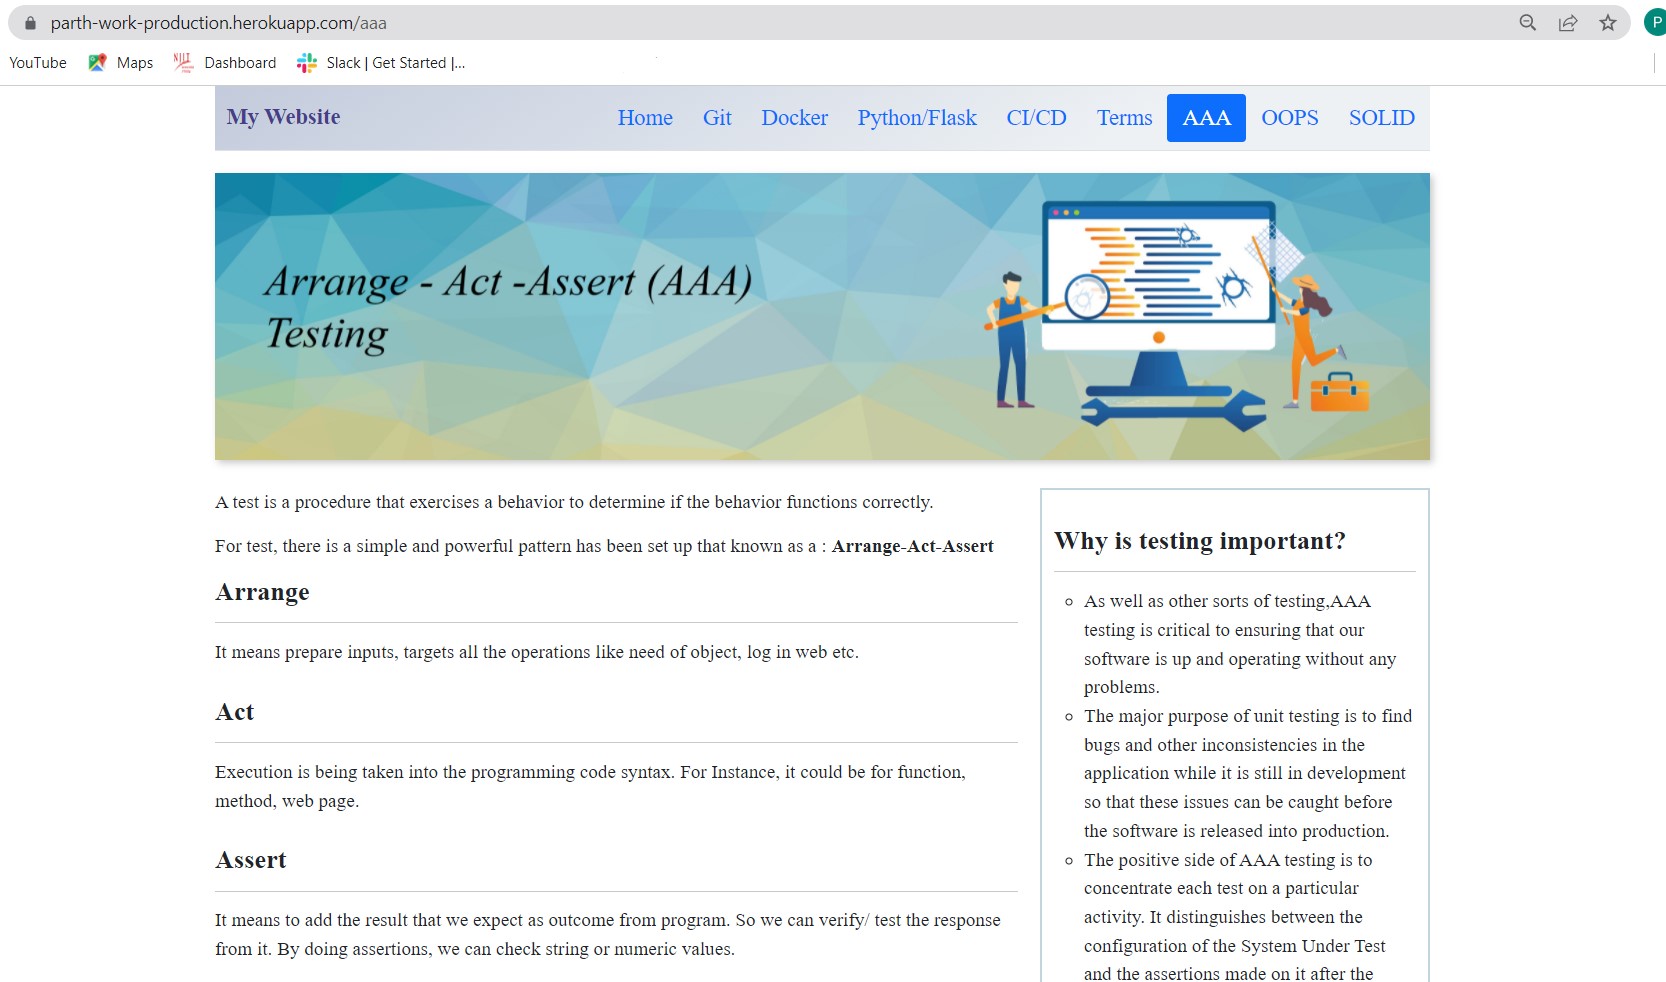 parth-work-production.herokuapp.com/aaa
P
YouTube
Maps
NJIT
Dashboard
Slack | Get Started |...
My Website
Home
Git
Docker
Python/Flask
CI/CD
Terms
AAA
OOPS
SOLID
Arrange - Act -Assert (AAA)
Testing
A test is a procedure that exercises a behavior to determine if the behavior functions correctly.
For test, there is a simple and powerful pattern has been set up that known as a : Arrange-Act-Assert
Arrange
It means prepare inputs, targets all the operations like need of object, log in web etc.
Act
Execution is being taken into the programming code syntax. For Instance, it could be for function,
method, web page.
Assert
It means to add the result that we expect as outcome from program. So we can verify/ test the response
from it. By doing assertions, we can check string or numeric values.
Why is testing important?
As well as other sorts of testing,AAA
testing is critical to ensuring that our
software is up and operating without any
problems.
The major purpose of unit testing is to find
bugs and other inconsistencies in the
application while it is still in development
so that these issues can be caught before
the software is released into production.
The positive side of AAA testing is to
concentrate each test on a particular
activity. It distinguishes between the
configuration of the System Under Test
and the assertions made on it after the